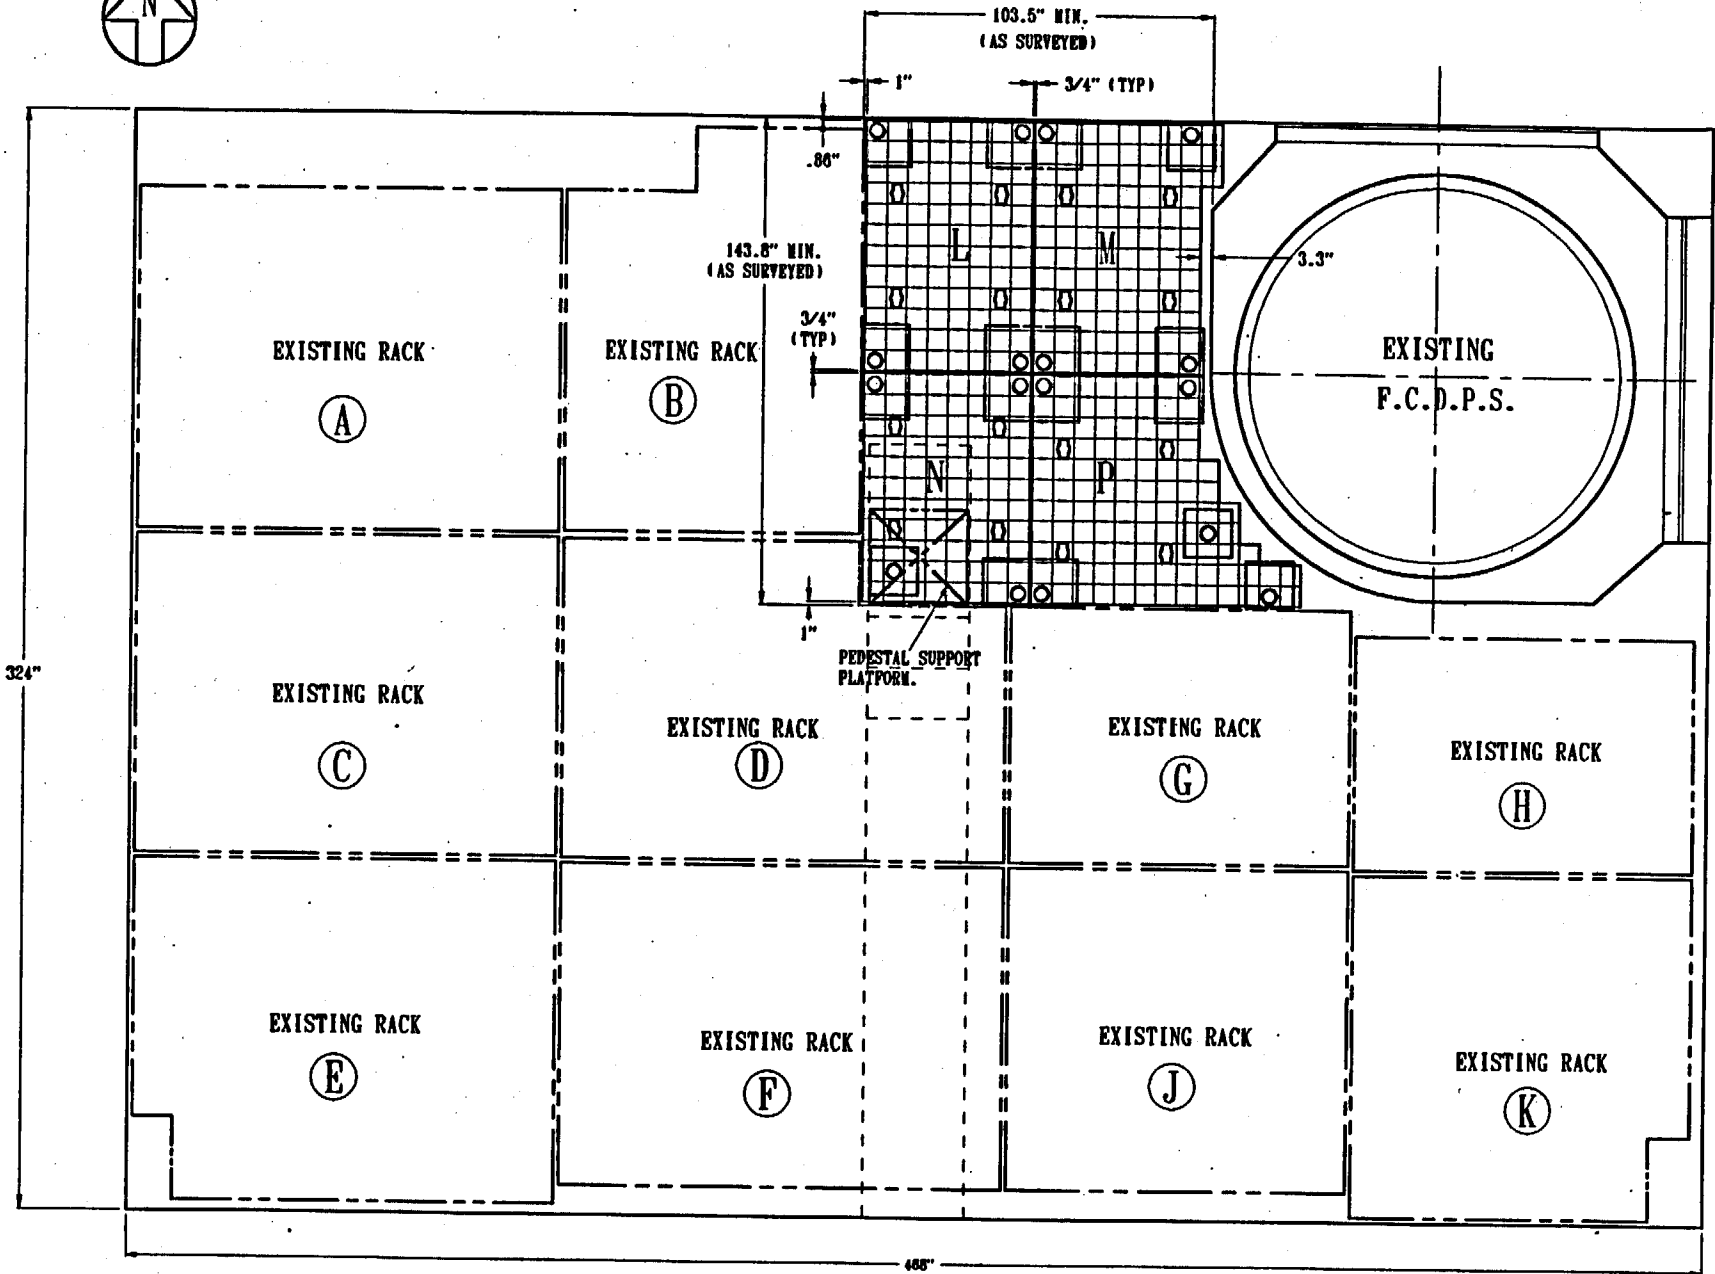 N
103.5" MIN.
(AS SURVEYED)
1"
3/4" (TYP)
.86"
L
M
143.8" MIN.
(AS SURVEYED)
3.3"
3/4"
(TYP)
EXISTING RACK
A
EXISTING RACK
B
EXISTING
F.C.D.P.S.
N
P
1"
PEDESTAL SUPPORT
PLATFORM.
324"
EXISTING RACK
C
EXISTING RACK
D
EXISTING RACK
G
EXISTING RACK
H
EXISTING RACK
E
EXISTING RACK
F
EXISTING RACK
J
EXISTING RACK
K